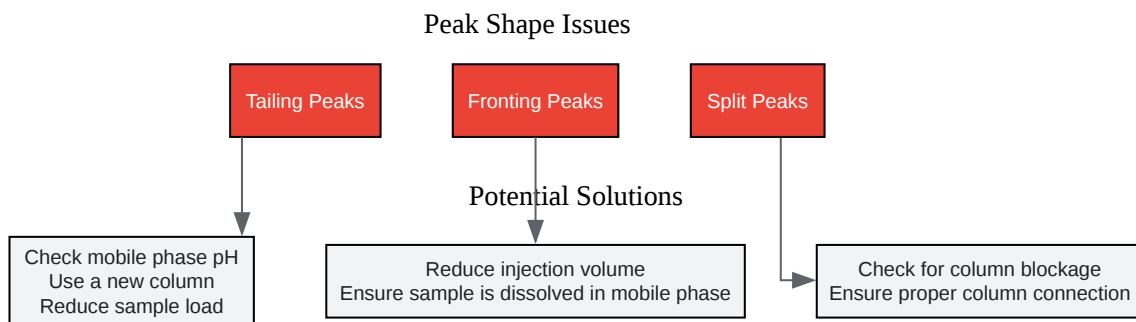 Peak Shape Issues
Tailing Peaks
Fronting Peaks
Split Peaks
Potential Solutions
Check mobile phase pH
Use a new column
Reduce sample load
Reduce injection volume
Ensure sample is dissolved in mobile phase
Check for column blockage
Ensure proper column connection